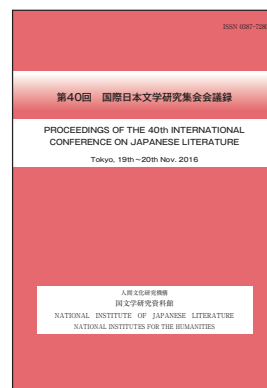 ISSN 0387-7280
第40回 国際日本文学研究集会会議録
PROCEEDINGS OF THE 40th INTERNATIONAL
CONFERENCE ON JAPANESE LITERATURE
Tokyo, 19th~20th Nov. 2016
人間文化研究機構
国文学研究資料館
NATIONAL INSTITUTE OF JAPANESE LITERATURE
NATIONAL INSTITUTES FOR THE HUMANITIES